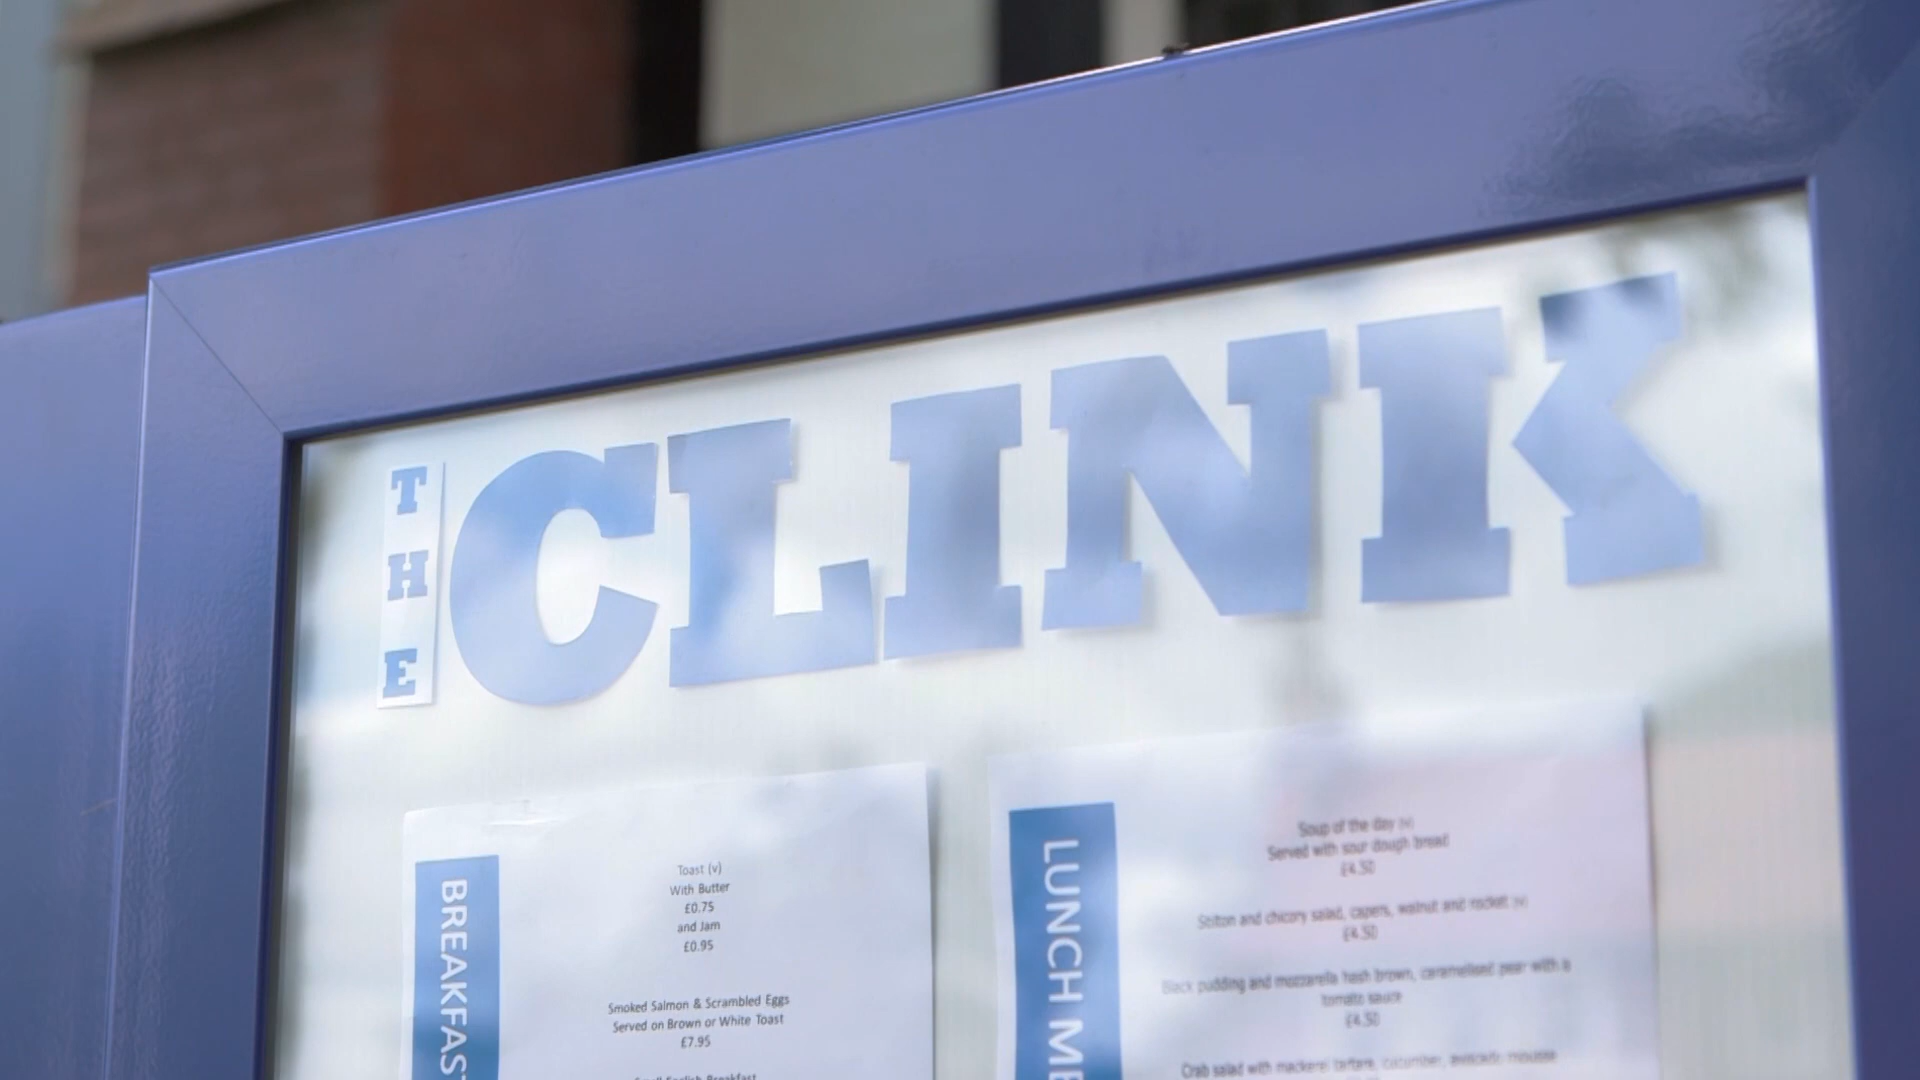 THE CLINK
BREAKFAST
Toast (v)
With Butter
£0.75
and Jam
£0.95
Smoked Salmon & Scrambled Eggs
Served on Brown or White Toast
£7.95
Small English Breakfast
LUNCH ME
Soup of the day (v)
Served with sour dough bread
£4.50
Stilton and chicory salad, capers, walnut and rocket (v)
£4.50
Black pudding and mozzarella hash brown, caramelised pear with a
tomato sauce
£4.50
Crab salad with mackerel tartare, cucumber, avocado mousse